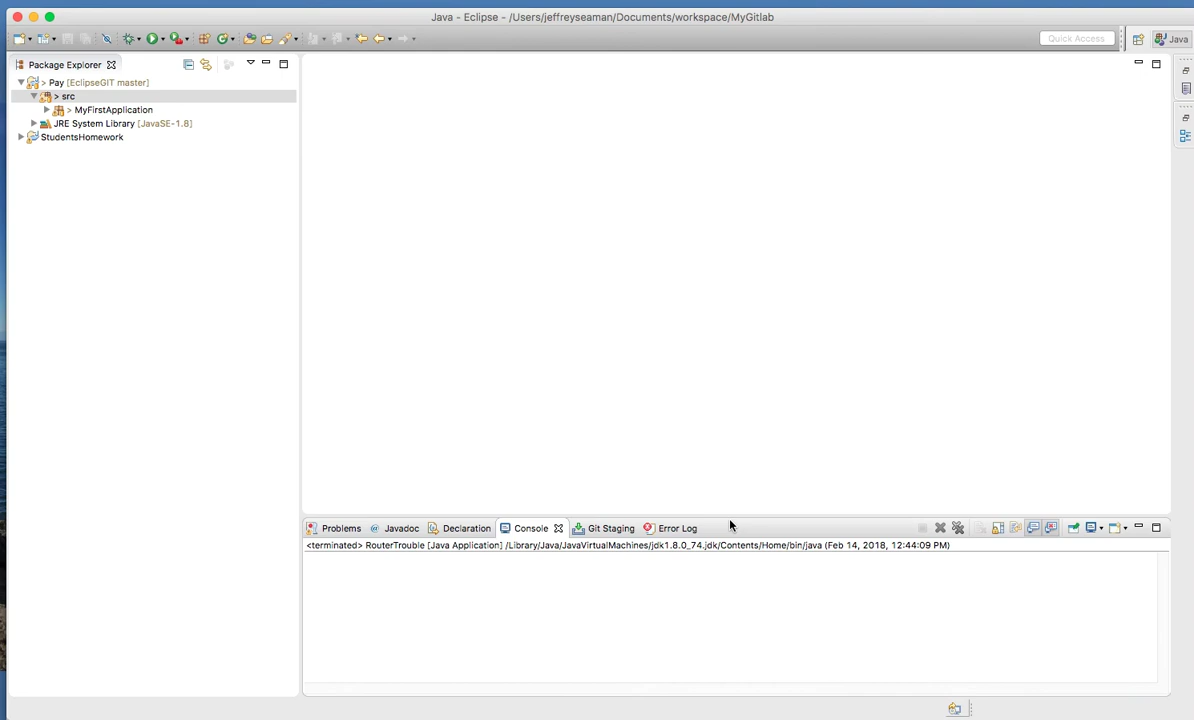 Java - Eclipse - /Users/jeffreyseaman/Documents/workspace/MyGitlab
Quick Access
Java
Package Explorer
> Pay [EclipseGIT master]
> src
> MyFirstApplication
JRE System Library [JavaSE-1.8]
StudentsHomework
Problems @ Javadoc Declaration Console Git Staging Error Log
<terminated> RouterTrouble [Java Application] /Library/Java/JavaVirtualMachines/jdk1.8.0_74.jdk/Contents/Home/bin/java (Feb 14, 2018, 12:44:09 PM)